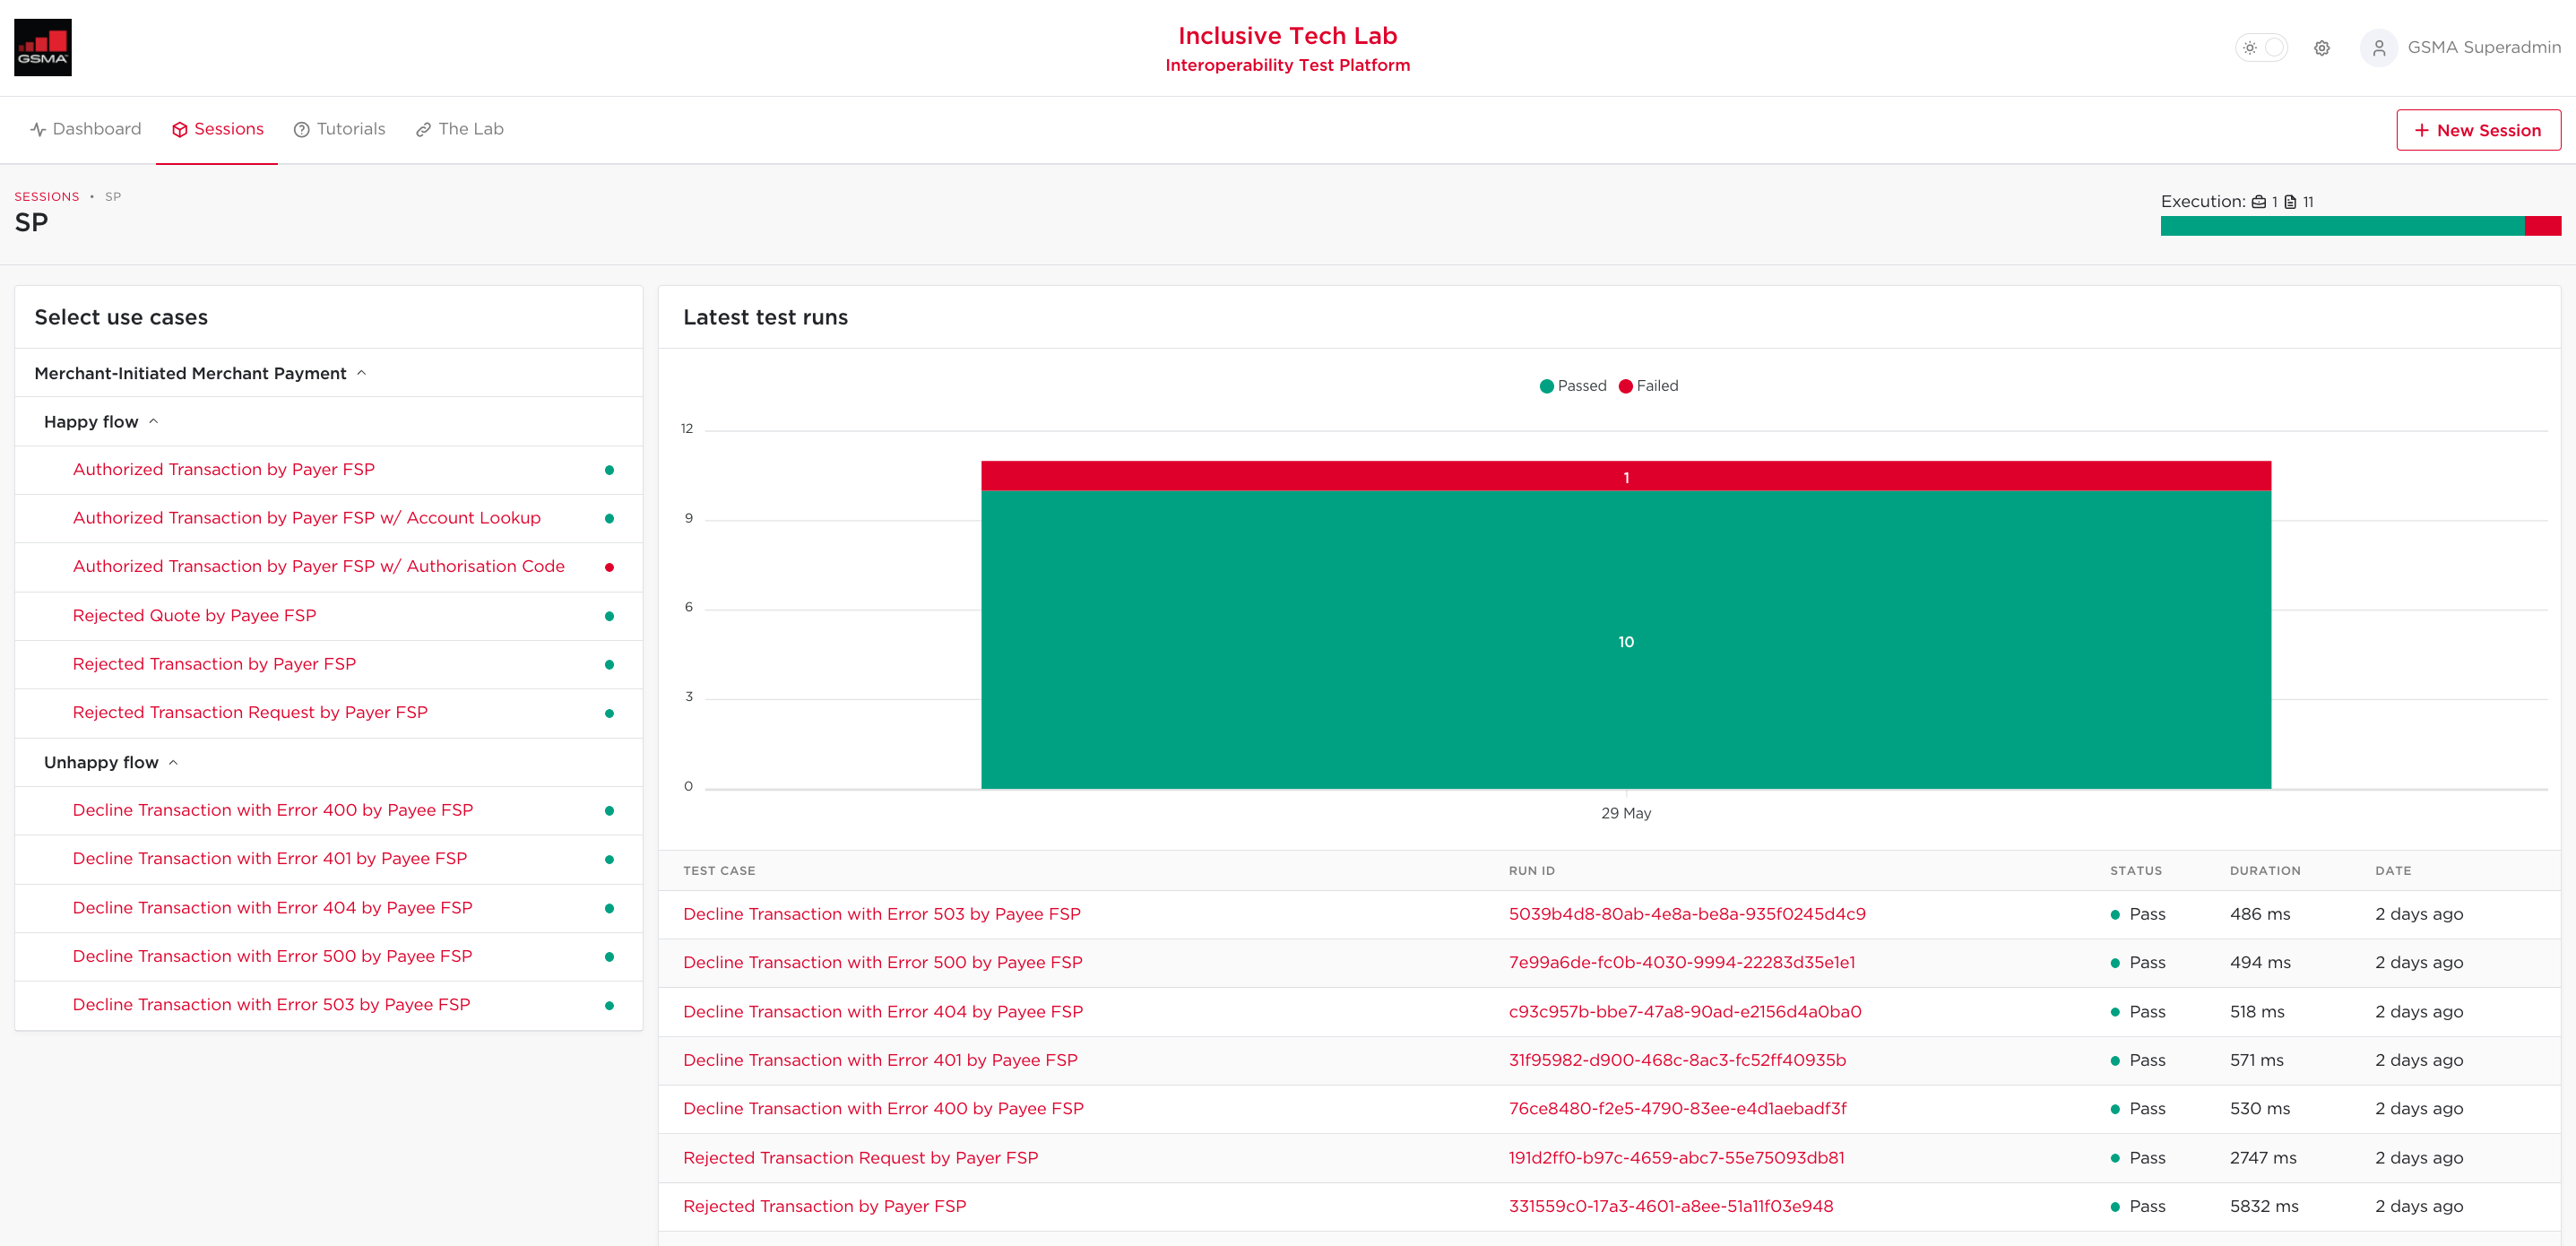 GSMA
Inclusive Tech Lab
Interoperability Test Platform
GSMA Superadmin
Dashboard
Sessions
Tutorials
The Lab
+ New Session
SESSIONS • SP
SP
Execution: 1 11
Select use cases
Merchant-Initiated Merchant Payment
Happy flow
Authorized Transaction by Payer FSP
Authorized Transaction by Payer FSP w/ Account Lookup
Authorized Transaction by Payer FSP w/ Authorisation Code
Rejected Quote by Payee FSP
Rejected Transaction by Payer FSP
Rejected Transaction Request by Payer FSP
Unhappy flow
Decline Transaction with Error 400 by Payee FSP
Decline Transaction with Error 401 by Payee FSP
Decline Transaction with Error 404 by Payee FSP
Decline Transaction with Error 500 by Payee FSP
Decline Transaction with Error 503 by Payee FSP
Latest test runs
Passed Failed
12
9
6
3
0
1
10
29 May
TEST CASE RUN ID STATUS DURATION DATE
Decline Transaction with Error 503 by Payee FSP 5039b4d8-80ab-4e8a-be8a-935f0245d4c9 Pass 486 ms 2 days ago
Decline Transaction with Error 500 by Payee FSP 7e99a6de-fc0b-4030-9994-22283d35e1e1 Pass 494 ms 2 days ago
Decline Transaction with Error 404 by Payee FSP c93c957b-bbe7-47a8-90ad-e2156d4a0ba0 Pass 518 ms 2 days ago
Decline Transaction with Error 401 by Payee FSP 31f95982-d900-468c-8ac3-fc52ff40935b Pass 571 ms 2 days ago
Decline Transaction with Error 400 by Payee FSP 76ce8480-f2e5-4790-83ee-e4d1aebadf3f Pass 530 ms 2 days ago
Rejected Transaction Request by Payer FSP 191d2ff0-b97c-4659-abc7-55e75093db81 Pass 2747 ms 2 days ago
Rejected Transaction by Payer FSP 331559c0-17a3-4601-a8ee-51a11f03e948 Pass 5832 ms 2 days ago